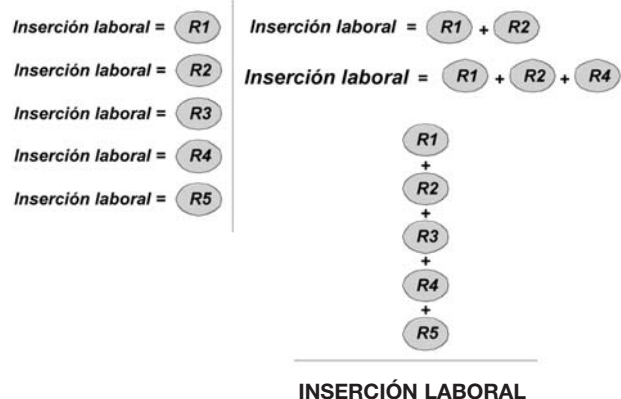 Inserción laboral = R1
Inserción laboral = R2
Inserción laboral = R3
Inserción laboral = R4
Inserción laboral = R5
Inserción laboral = R1 + R2
Inserción laboral = R1 + R2 + R4
R1
+
R2
+
R3
+
R4
+
R5
INSERCIÓN LABORAL